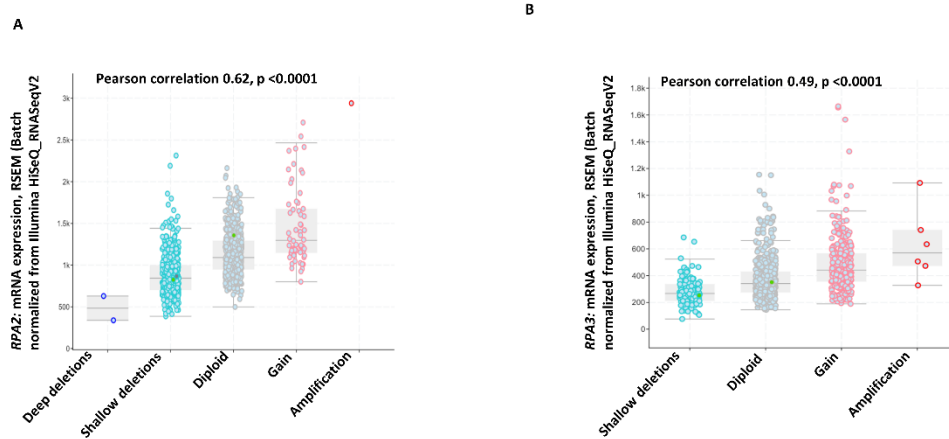 A
Pearson correlation 0.62, p <0.0001
RPA2: mRNA expression, RSEM (Batch
normalized from Illumina HiSeQ_RNASeqV2
3k
2.5k
2k
1.5k
1k
500
0
Deep deletions
Shallow deletions
Diploid
Gain
Amplification
B
Pearson correlation 0.49, p <0.0001
RPA3: mRNA expression, RSEM (Batch
normalized from Illumina HiSeQ_RNASeqV2
1.8k
1.6k
1.4k
1.2k
1k
800
600
400
200
0
Shallow deletions
Diploid
Gain
Amplification